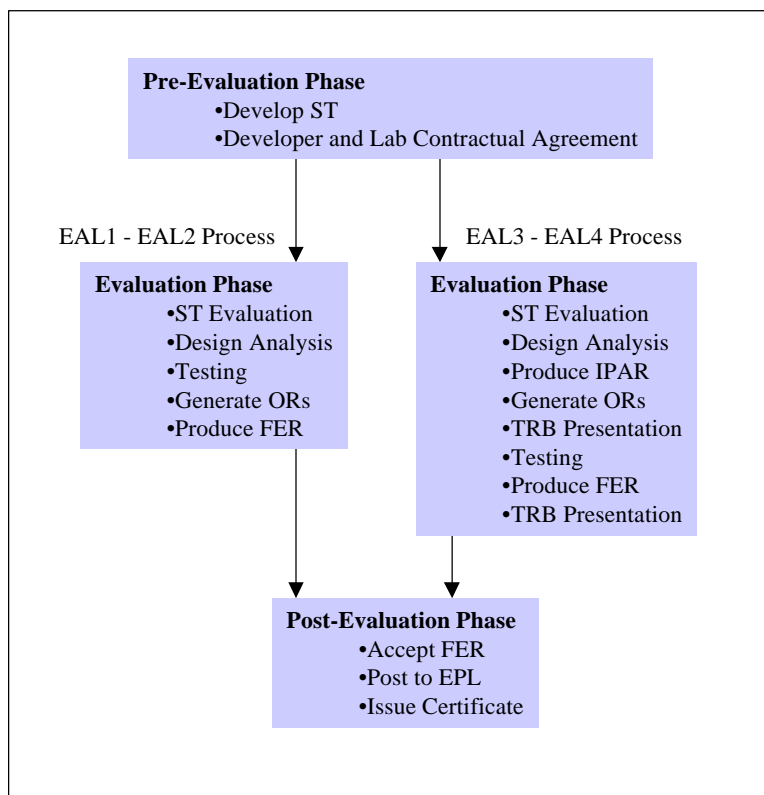 Pre-Evaluation Phase
•Develop ST
•Developer and Lab Contractual Agreement
EAL1 - EAL2 Process
EAL3 - EAL4 Process
Evaluation Phase
•ST Evaluation
•Design Analysis
•Testing
•Generate ORs
•Produce FER
Evaluation Phase
•ST Evaluation
•Design Analysis
•Produce IPAR
•Generate ORs
•TRB Presentation
•Testing
•Produce FER
•TRB Presentation
Post-Evaluation Phase
•Accept FER
•Post to EPL
•Issue Certificate